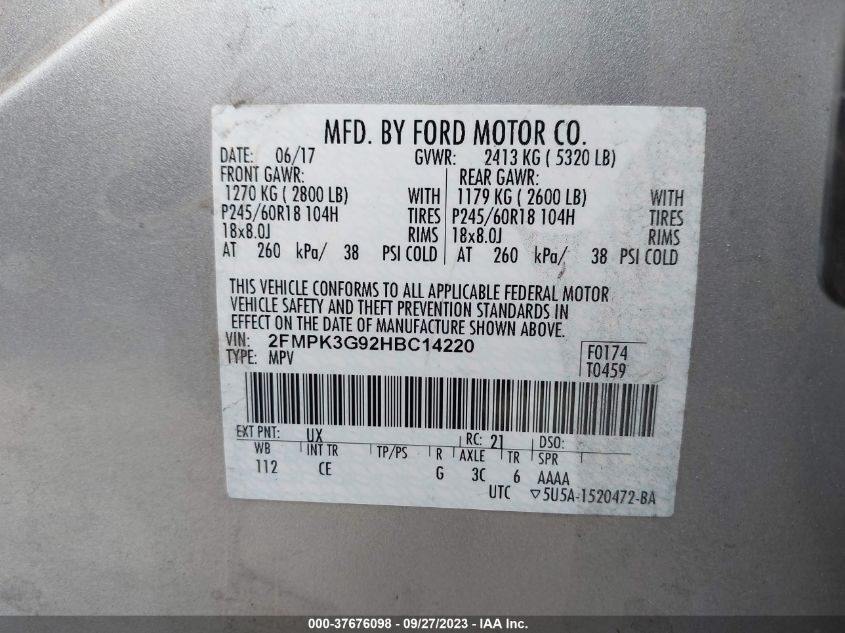 MFD. BY FORD MOTOR CO.
DATE: 06/17 GVWR: 2413 KG ( 5320 LB)
FRONT GAWR: REAR GAWR:
1270 KG ( 2800 LB) WITH 1179 KG ( 2600 LB) WITH
P245/60R18 104H TIRES P245/60R18 104H TIRES
18x8.0J RIMS 18x8.0J RIMS
AT 260 kPa/ 38 PSI COLD AT 260 kPa/ 38 PSI COLD
THIS VEHICLE CONFORMS TO ALL APPLICABLE FEDERAL MOTOR
VEHICLE SAFETY AND THEFT PREVENTION STANDARDS IN
EFFECT ON THE DATE OF MANUFACTURE SHOWN ABOVE.
VIN: 2FMPK3G92HBC14220
TYPE: MPV
F0174
T0459
EXT PNT: UX RC: 21 DSO:
WB INT TR TP/PS R AXLE TR SPR
112 CE G 3C 6 AAAA
UTC ▽5U5A-1520472-BA
000-37676098 - 09/27/2023 - IAA Inc.